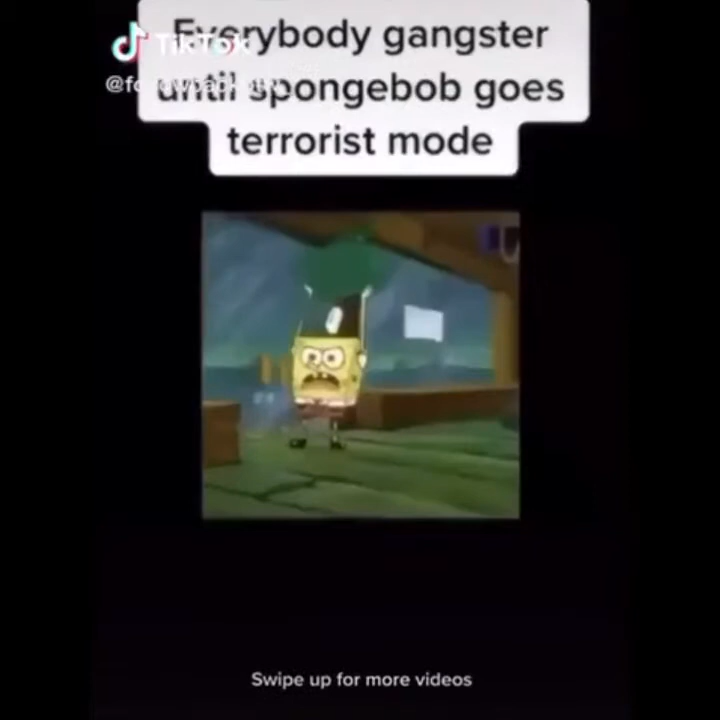 Everybody gangster
TikTok
until spongebob goes
terrorist mode
Swipe up for more videos